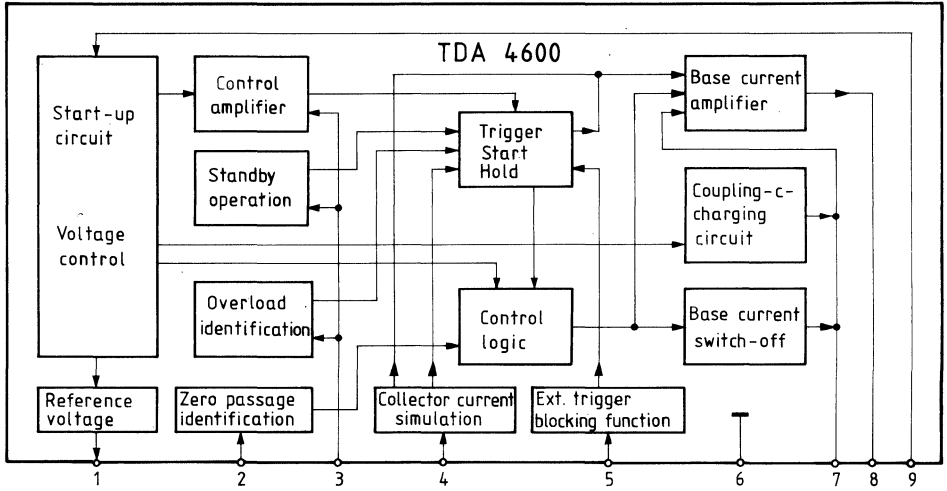 TDA 4600
Start-up
circuit
Voltage
control
Control
amplifier
Standby
operation
Overload
identification
Reference
voltage
Zero passage
identification
Trigger
Start
Hold
Control
logic
Collector current
simulation
Ext. trigger
blocking function
Base current
amplifier
Coupling-c-
charging
circuit
Base current
switch-off
1 2 3 4 5 6 7 8 9